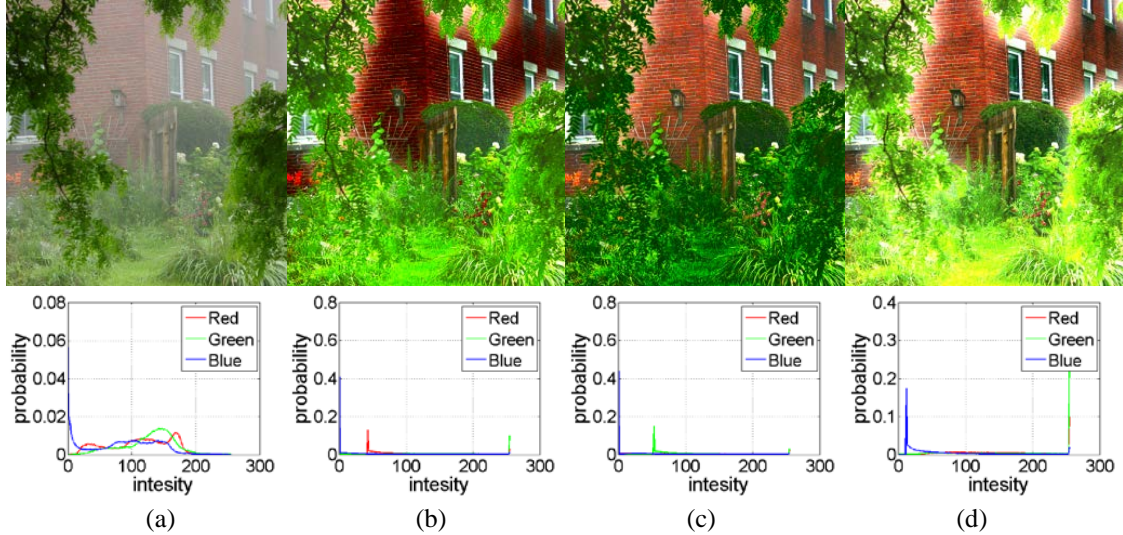 0.08
0.06
0.04
0.02
0
probability
Red
Green
Blue
0 100 200 300
intesity
0.8
0.6
0.4
0.2
0
probability
Red
Green
Blue
0 100 200 300
intesity
0.8
0.6
0.4
0.2
0
probability
Red
Green
Blue
0 100 200 300
intesity
0.4
0.3
0.2
0.1
0
probability
Red
Green
Blue
0 100 200 300
intesity
(a) (b) (c) (d)